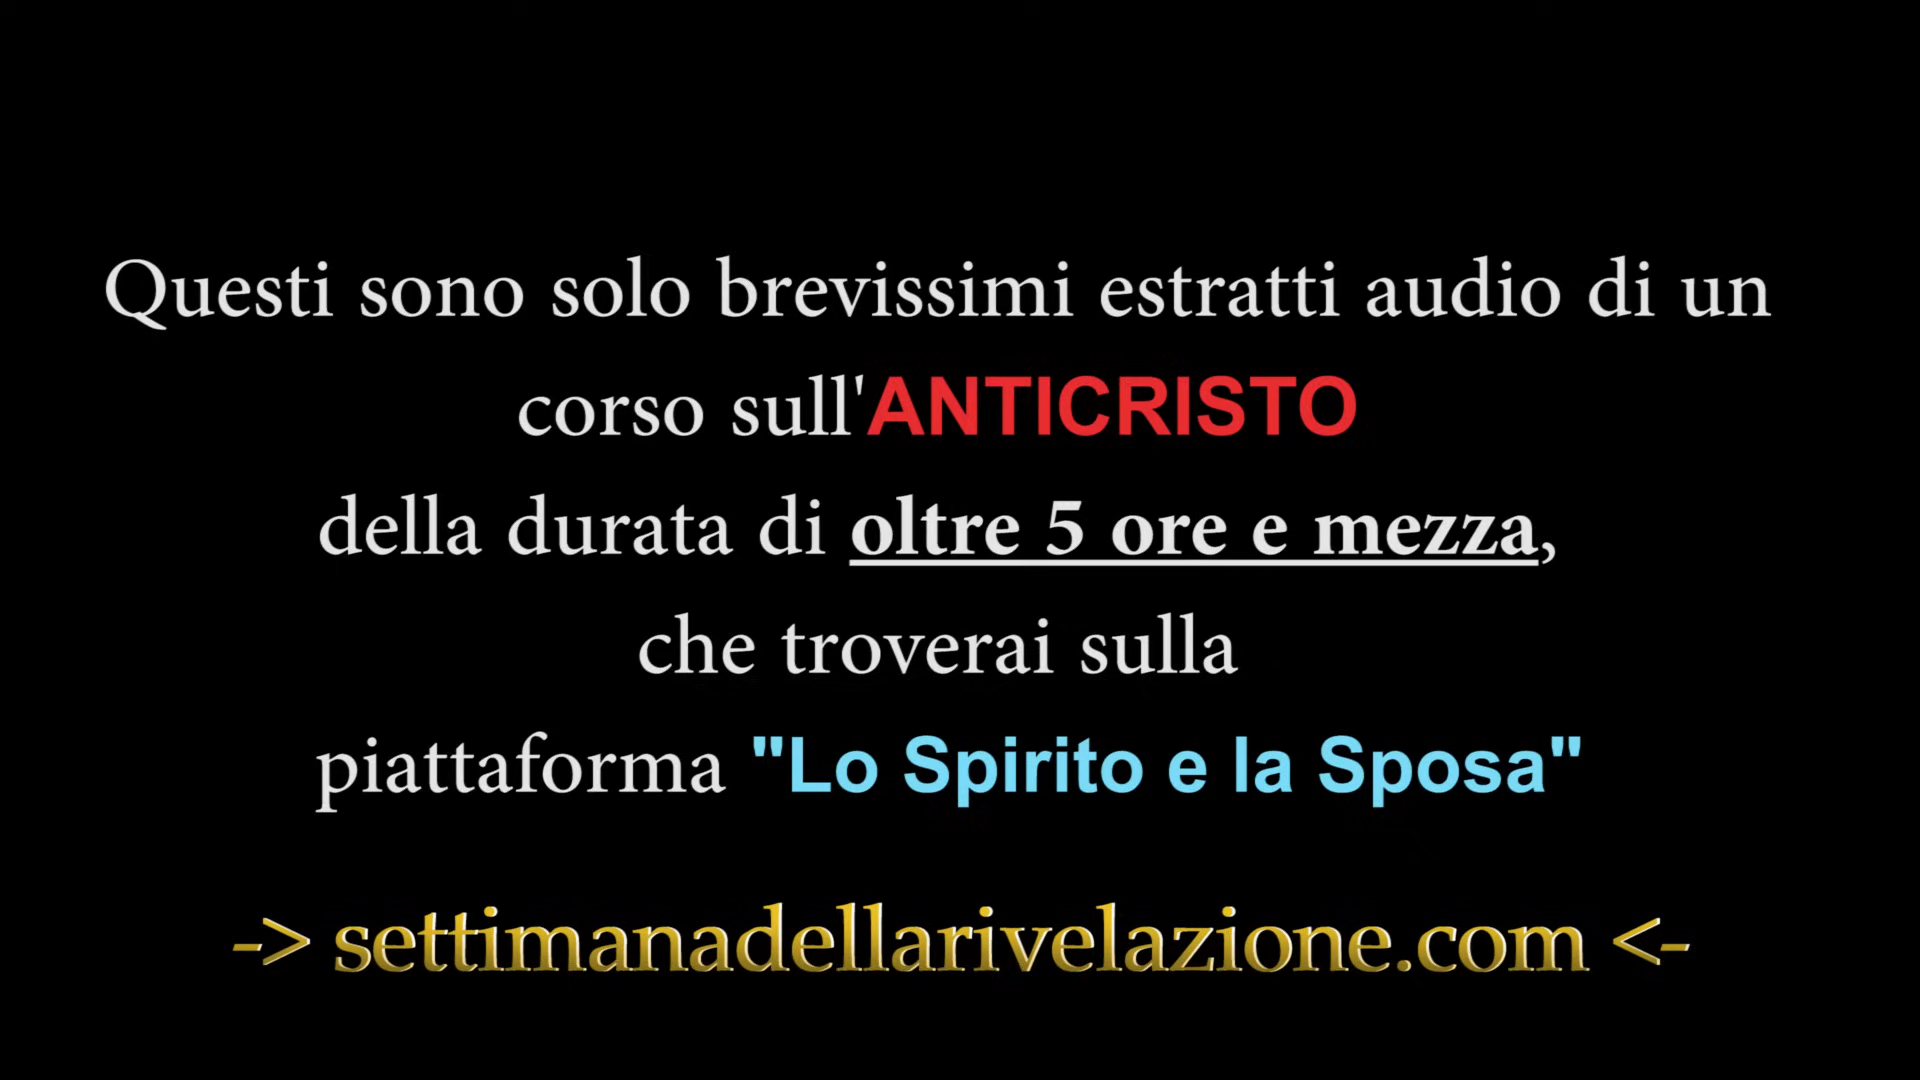 Questi sono solo brevissimi estratti audio di un
corso sull'ANTICRISTO
della durata di oltre 5 ore e mezza,
che troverai sulla
piattaforma "Lo Spirito e la Sposa"
-> settimanadellarivelazione.com <-